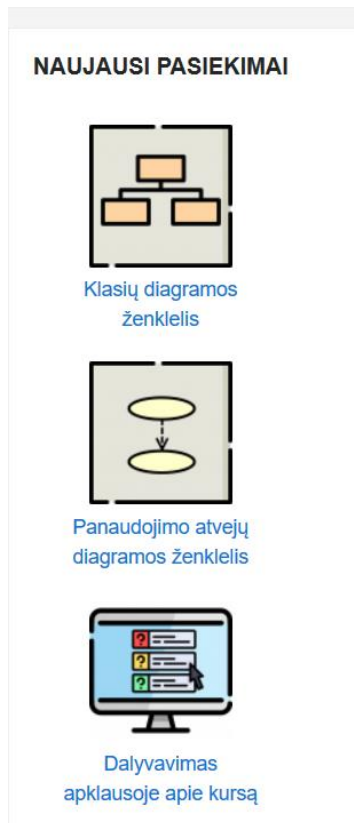 NAUJAUSI PASIEKIMAI
Klasių diagramos
ženklelis
Panaudojimo atvejų
diagramos ženklelis
?
?
?
Dalyvavimas
apklausoje apie kursą